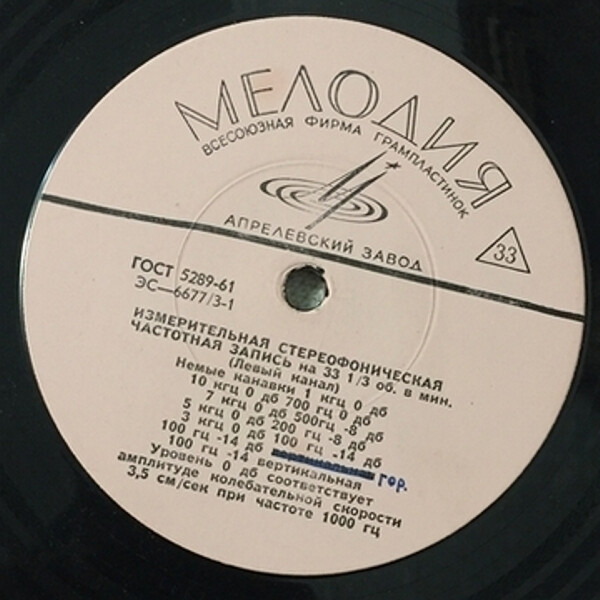 МЕЛОДИЯ
ВСЕСОЮЗНАЯ ФИРМА ГРАМПЛАСТИНОК
АПРЕЛЕВСКИЙ ЗАВОД
33
ГОСТ 5289-61
ЭС—6677/3-1
ИЗМЕРИТЕЛЬНАЯ СТЕРЕОФОНИЧЕСКАЯ
ЧАСТОТНАЯ ЗАПИСЬ на 33 1/3 об. в мин.
(Левый канал)
Немые канавки 1 кгц 0 дб
10 кгц 0 дб 700 гц 0 дб
7 кгц 0 дб 500гц -8 дб
5 кгц 0 дб 200 гц -8 дб
3 кгц 0 дб 100 гц -14 дб
100 гц -14 дб гор.
100 гц -14 вертикальная
Уровень 0 дб соответствует
амплитуде колебательной скорости
3,5 см/сек при частоте 1000 гц